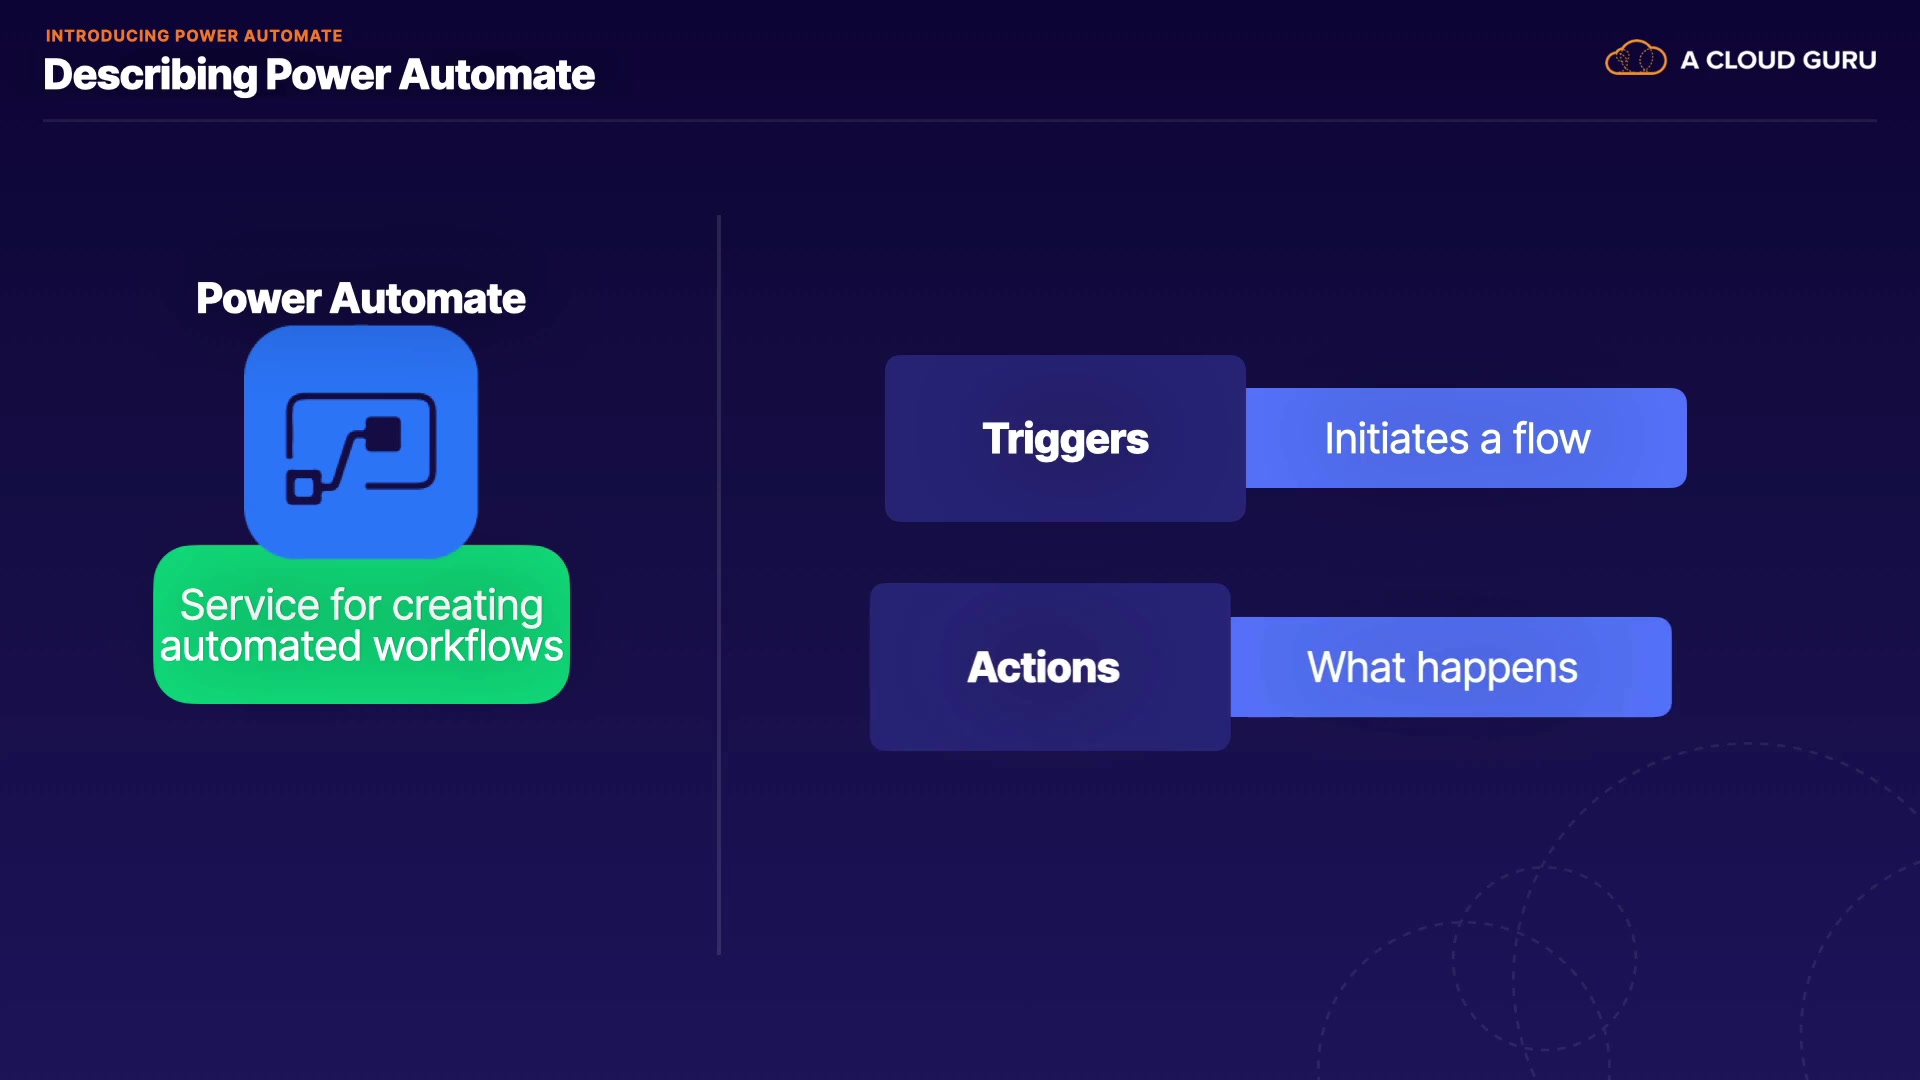 INTRODUCING POWER AUTOMATE
Describing Power Automate
A CLOUD GURU
Power Automate
Service for creating
automated workflows
Triggers
Initiates a flow
Actions
What happens